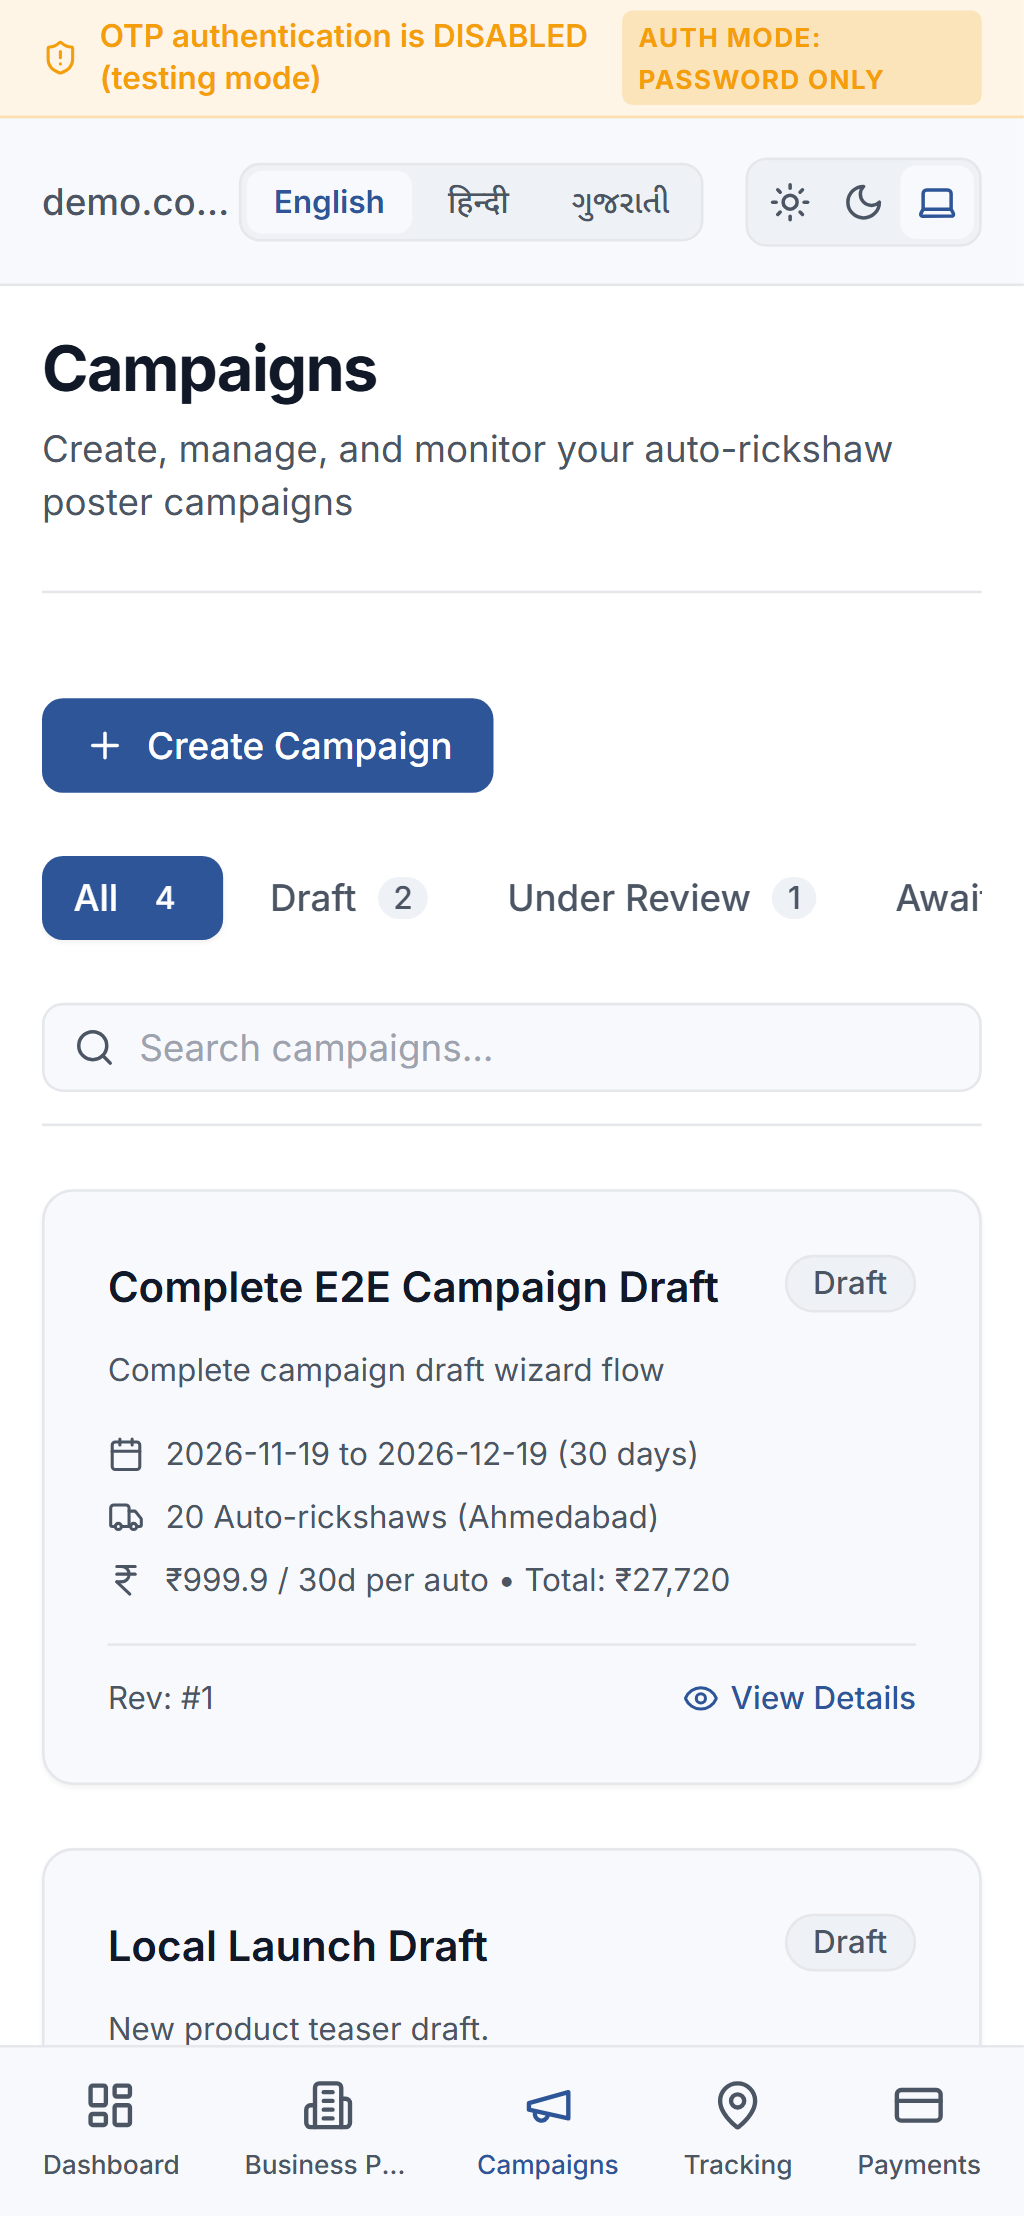 OTP authentication is DISABLED
(testing mode)
AUTH MODE:
PASSWORD ONLY
demo.co...
English
हिन्दी
ગુજરાતી
Campaigns
Create, manage, and monitor your auto-rickshaw
poster campaigns
Create Campaign
All 4
Draft 2
Under Review 1
Await
Search campaigns...
Complete E2E Campaign Draft
Draft
Complete campaign draft wizard flow
2026-11-19 to 2026-12-19 (30 days)
20 Auto-rickshaws (Ahmedabad)
₹999.9 / 30d per auto • Total: ₹27,720
Rev: #1
View Details
Local Launch Draft
Draft
New product teaser draft.
Dashboard
Business P...
Campaigns
Tracking
Payments